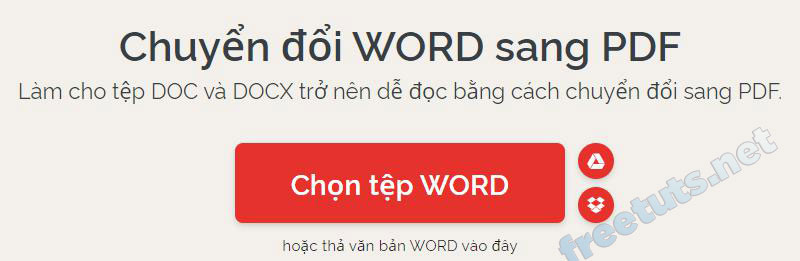 Chuyển đổi WORD sang PDF
Làm cho tệp DOC và DOCX trở nên dễ đọc bằng cách chuyển đổi sang PDF.
Chọn tệp WORD
hoặc thả văn bản WORD vào đây
freetuts.net